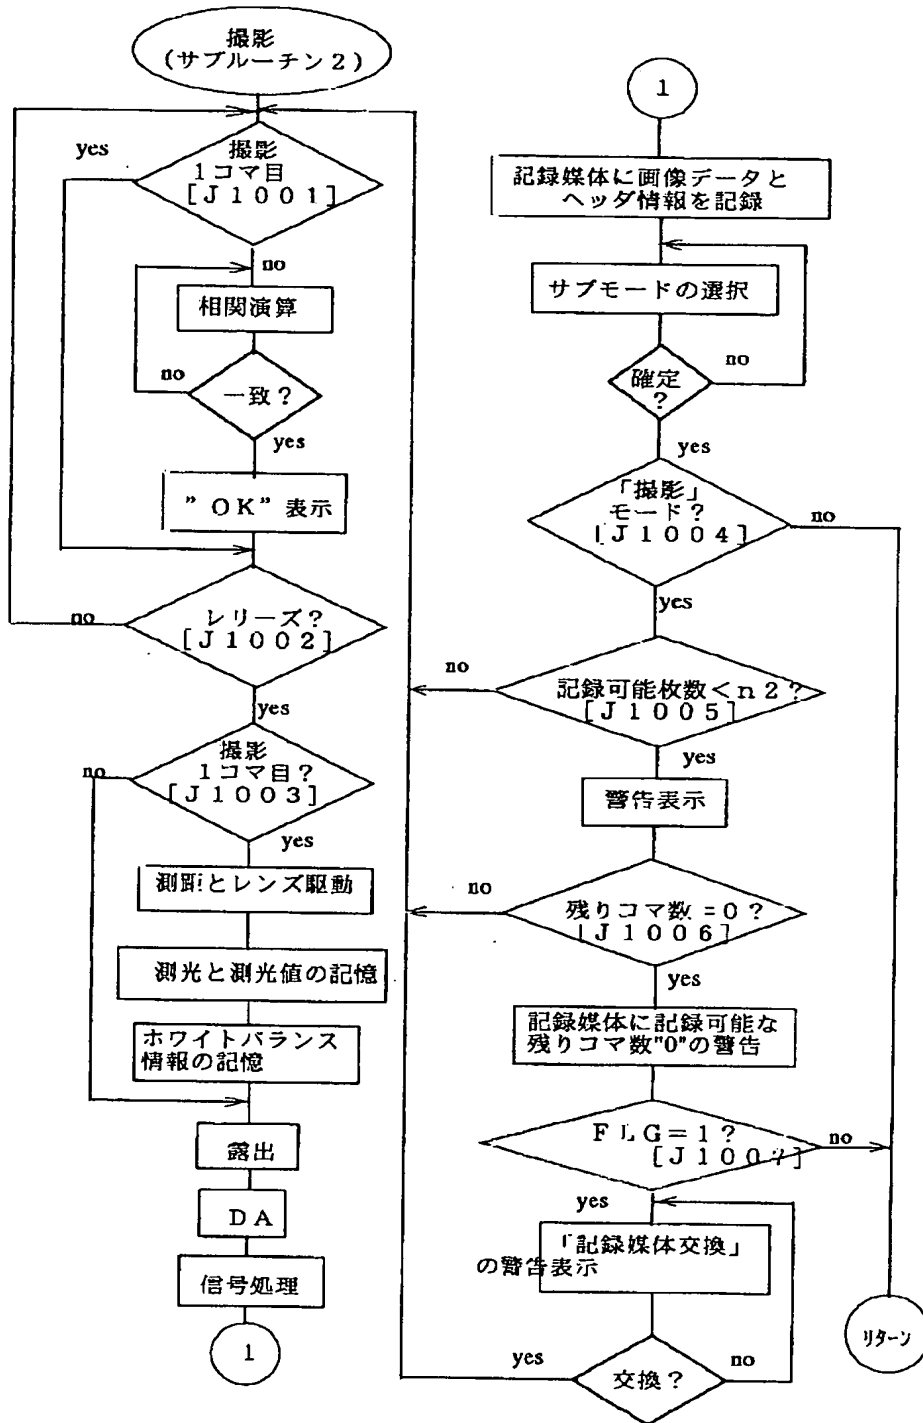 撮影
(サブルーチン2)
yes
撮影
1コマ目
[J1001]
no
相関演算
no
一致?
yes
"OK"表示
no
レリーズ?
[J1002]
yes
撮影
1コマ目?
[J1003]
no
yes
測距とレンズ駆動
測光と測光値の記憶
ホワイトバランス
情報の記憶
露出
DA
信号処理
1
1
記録媒体に画像データと
ヘッダ情報を記録
サブモードの選択
確定
?
no
yes
「撮影」
モード?
[J1004]
no
yes
no
記録可能枚数<n2?
[J1005]
yes
警告表示
no
残りコマ数=0?
[J1006]
yes
記録媒体に記録可能な
残りコマ数"0"の警告
FLG=1?
[J1007]
no
yes
「記録媒体交換」
の警告表示
yes
交換?
no
リターン